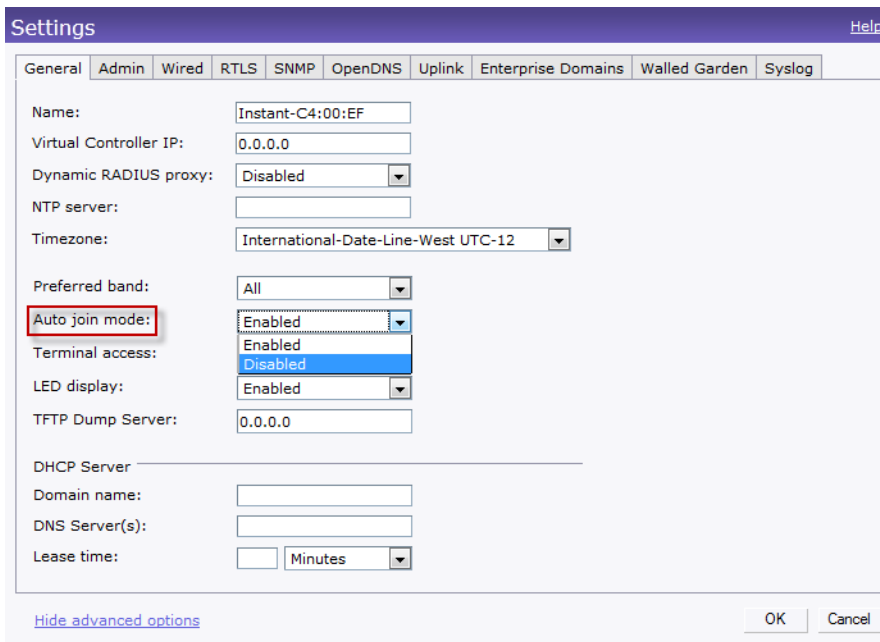 Settings Help
General Admin Wired RTLS SNMP OpenDNS Uplink Enterprise Domains Walled Garden Syslog
Name: Instant-C4:00:EF
Virtual Controller IP: 0.0.0.0
Dynamic RADIUS proxy: Disabled
NTP server:
Timezone: International-Date-Line-West UTC-12
Preferred band: All
Auto join mode: Enabled
Enabled
Terminal access:
Disabled
LED display: Enabled
TFTP Dump Server: 0.0.0.0
DHCP Server
Domain name:
DNS Server(s):
Lease time: Minutes
Hide advanced options OK Cancel